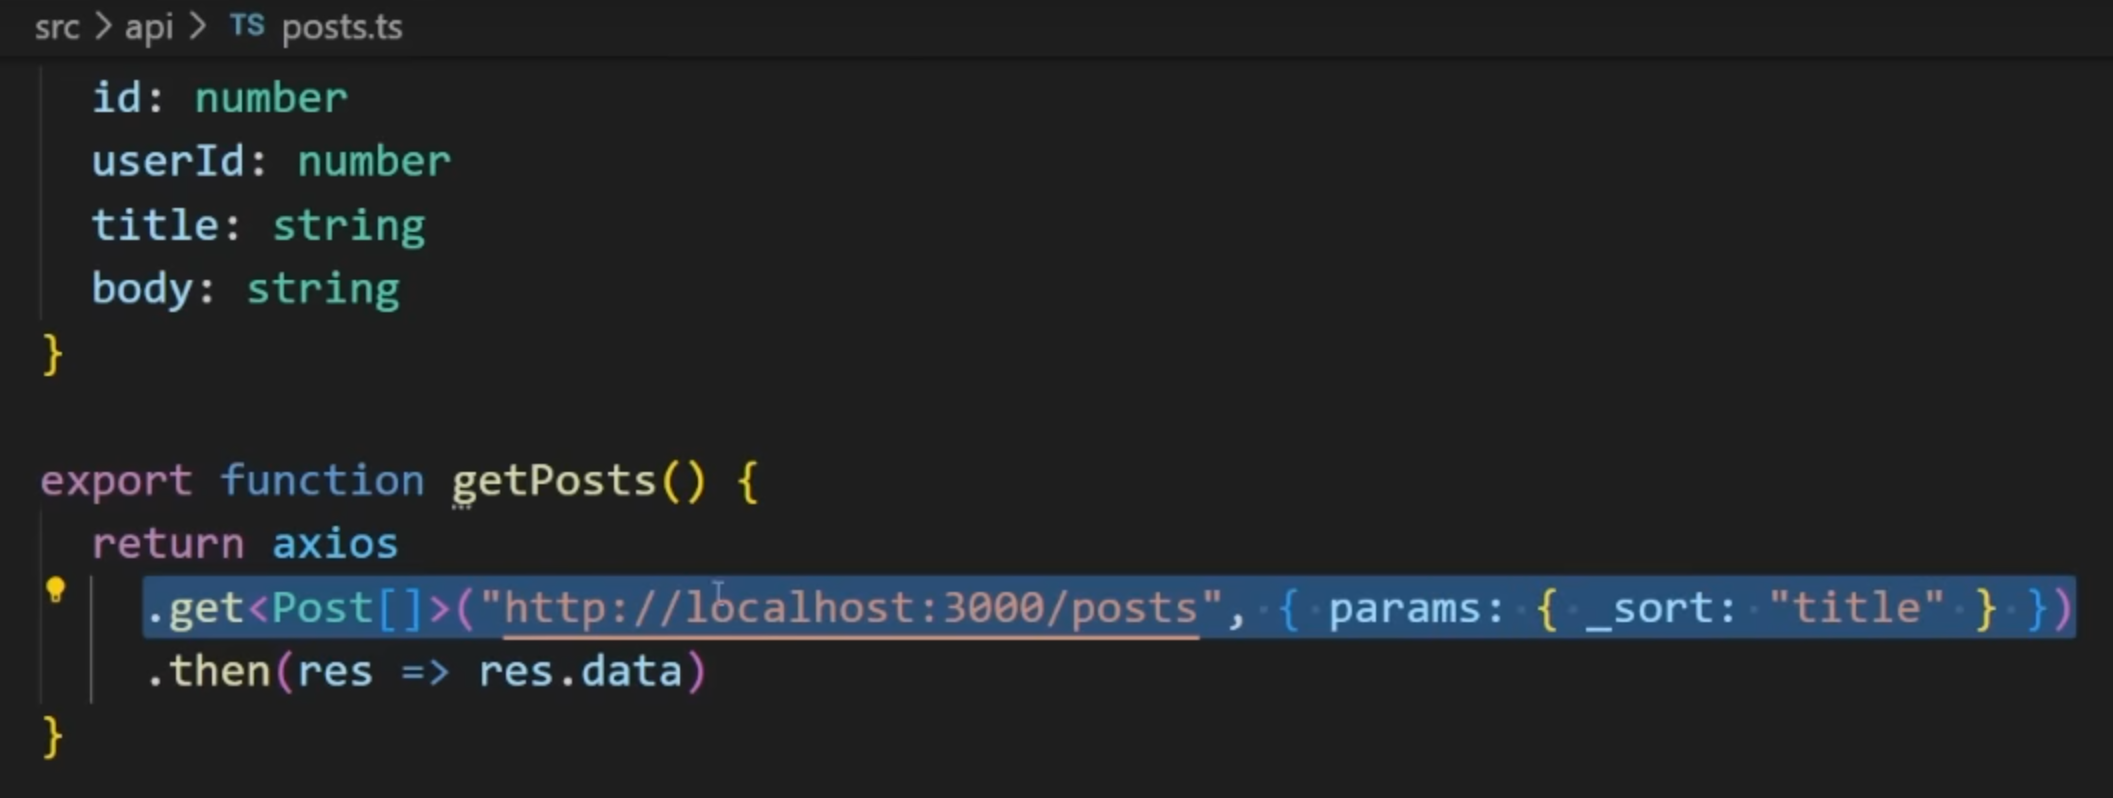 src > api > TS posts.ts
id: number
userId: number
title: string
body: string
}
export function getPosts() {
return axios
.get<Post[]>("http://localhost:3000/posts", { params: { _sort: "title" } })
.then(res => res.data)
}